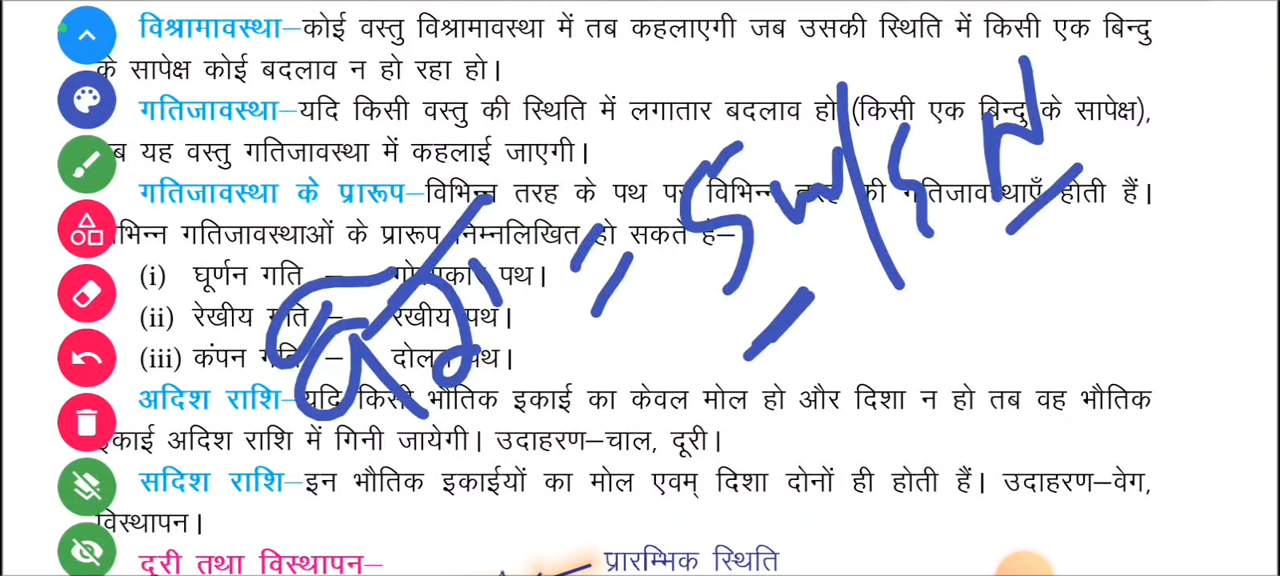 विश्रामावस्था–कोई वस्तु विश्रामावस्था में तब कहलाएगी जब उसकी स्थिति में किसी एक बिन्दु
के सापेक्ष कोई बदलाव न हो रहा हो।
गतिजावस्था–यदि किसी वस्तु की स्थिति में लगातार बदलाव हो (किसी एक बिन्दु के सापेक्ष),
यह वस्तु गतिजावस्था में कहलाई जाएगी।
गतिजावस्था के प्रारूप–विभिन्न तरह के पथ पर विभिन्न तरह की गतिजावस्थाएँ होती हैं।
गतिजावस्थाओं के प्रारूप निम्नलिखित हो सकते हैं–
(i) घूर्णन गति – गोलाकार पथ।
(ii) रेखीय गति – रेखीय पथ।
(iii) कंपन गति – दोलन पथ।
अदिश राशि–यदि किसी भौतिक इकाई का केवल मोल हो और दिशा न हो तब वह भौतिक
इकाई अदिश राशि में गिनी जायेगी। उदाहरण–चाल, दूरी।
सदिश राशि–इन भौतिक इकाईयों का मोल एवम् दिशा दोनों ही होती हैं। उदाहरण–वेग,
विस्थापन।
दूरी तथा विस्थापन–
प्रारम्भिक स्थिति